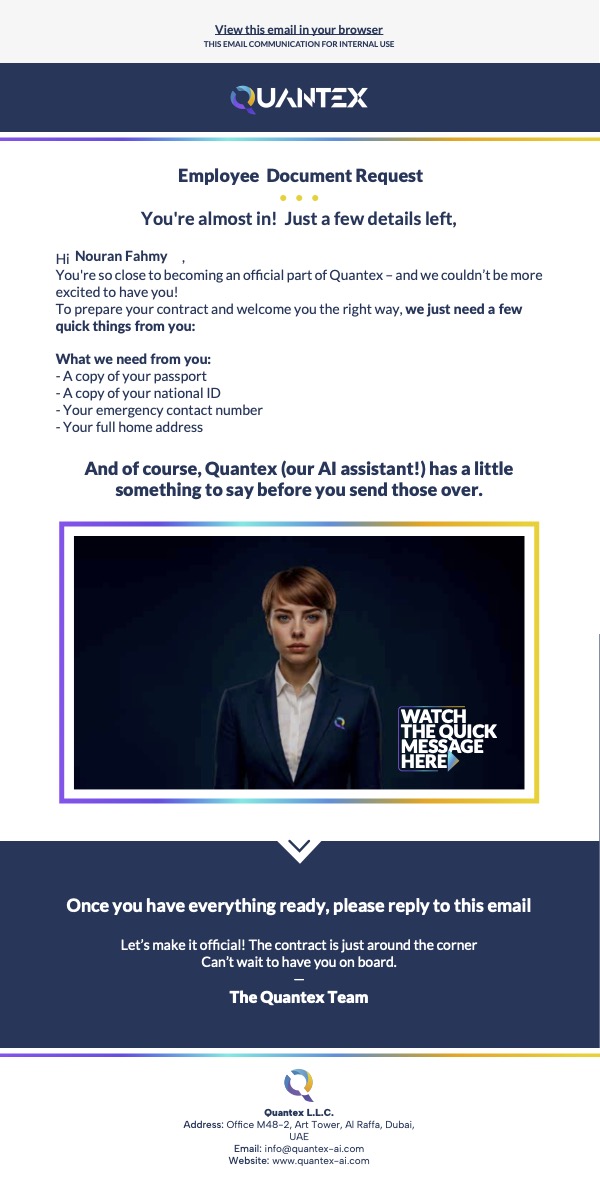 View this email in your browser
THIS EMAIL COMMUNICATION FOR INTERNAL USE
QUANTEX
Employee Document Request
You're almost in! Just a few details left,
Hi Nouran Fahmy ,
You're so close to becoming an official part of Quantex – and we couldn't be more
excited to have you!
To prepare your contract and welcome you the right way, we just need a few
quick things from you:
What we need from you:
- A copy of your passport
- A copy of your national ID
- Your emergency contact number
- Your full home address
And of course, Quantex (our AI assistant!) has a little
something to say before you send those over.
WATCH
THE QUICK
MESSAGE
HERE
Once you have everything ready, please reply to this email
Let's make it official! The contract is just around the corner
Can't wait to have you on board.
—
The Quantex Team
Quantex L.L.C.
Address: Office M48-2, Art Tower, Al Raffa, Dubai,
UAE
Email: info@quantex-ai.com
Website: www.quantex-ai.com